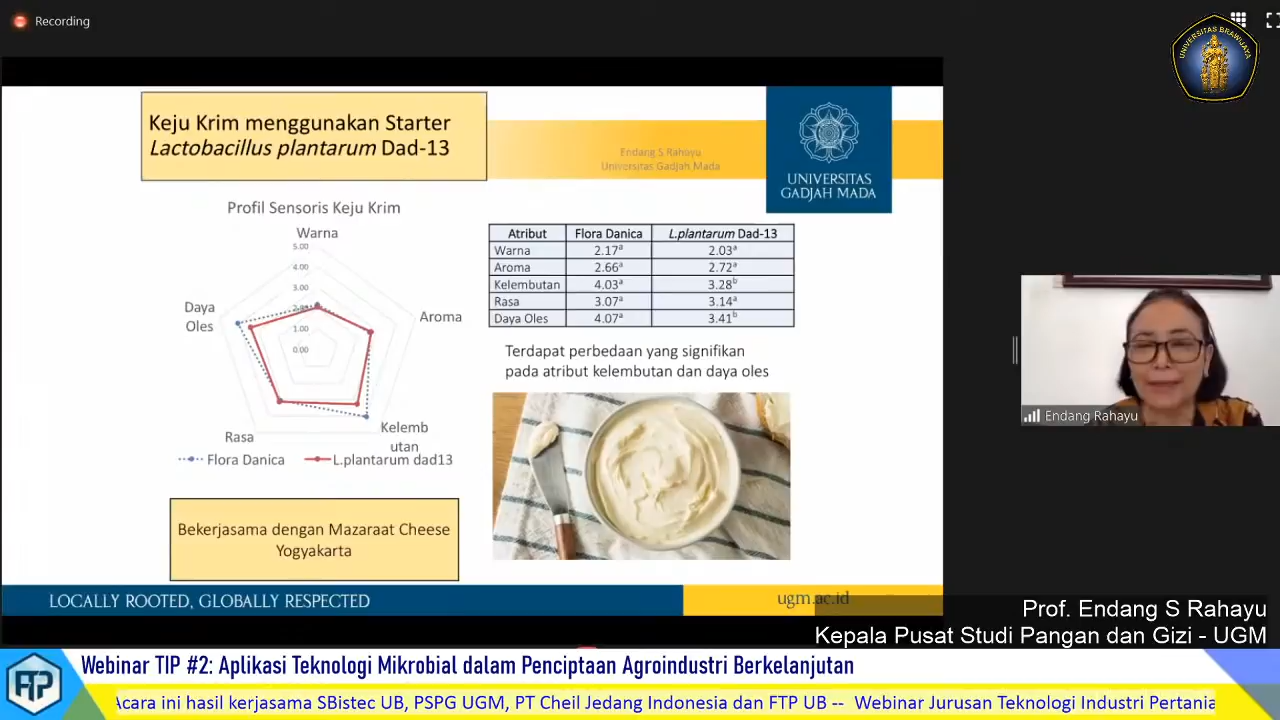 Recording
UNIVERSITAS BRAWIJAYA
Keju Krim menggunakan Starter
Lactobacillus plantarum Dad-13
Endang S Rahayu
Universitas Gadjah Mada
UNIVERSITAS
GADJAH MADA
Profil Sensoris Keju Krim
Warna
5.00
4.00
3.00
1.00
0.00
Daya
Oles
Aroma
Rasa
Kelemb
utan
Flora Danica
L.plantarum dad13
Atribut Flora Danica L.plantarum Dad-13
Warna 2.17ᵃ 2.03ᵃ
Aroma 2.66ᵃ 2.72ᵃ
Kelembutan 4.03ᵃ 3.28ᵇ
Rasa 3.07ᵃ 3.14ᵃ
Daya Oles 4.07ᵃ 3.41ᵇ
Terdapat perbedaan yang signifikan
pada atribut kelembutan dan daya oles
Bekerjasama dengan Mazaraat Cheese
Yogyakarta
LOCALLY ROOTED, GLOBALLY RESPECTED
ugm.ac.id
Endang Rahayu
Prof. Endang S Rahayu
Kepala Pusat Studi Pangan dan Gizi - UGM
Webinar TIP #2: Aplikasi Teknologi Mikrobial dalam Penciptaan Agroindustri Berkelanjutan
Acara ini hasil kerjasama SBistec UB, PSPG UGM, PT Cheil Jedang Indonesia dan FTP UB -- Webinar Jurusan Teknologi Industri Pertania